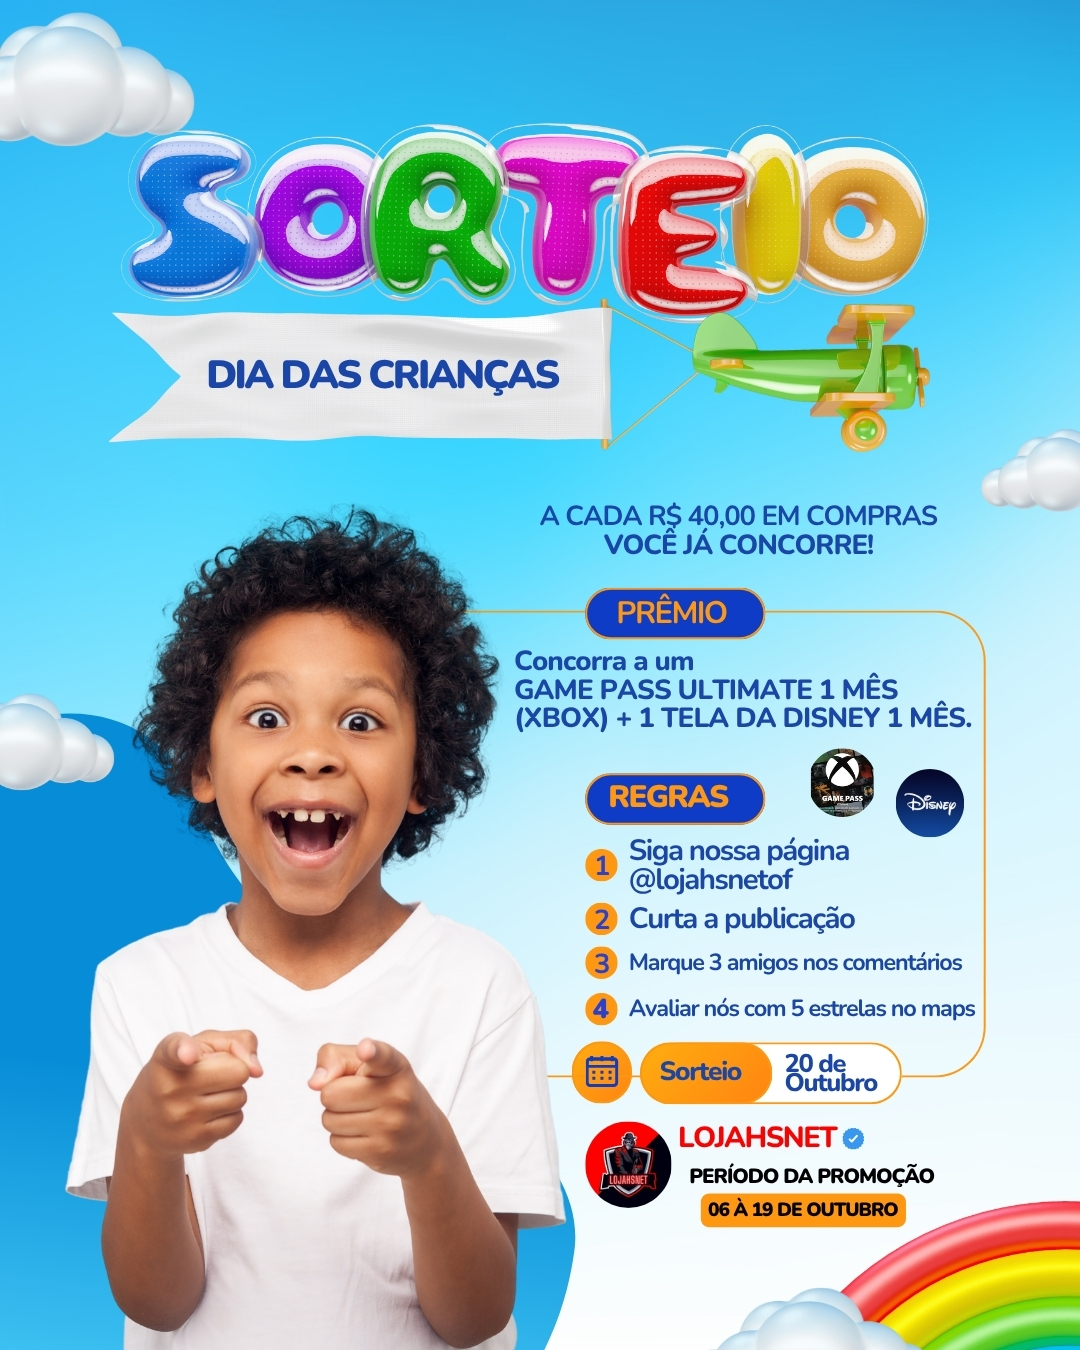 SORTEIO
DIA DAS CRIANÇAS
A CADA R$ 40,00 EM COMPRAS
VOCÊ JÁ CONCORRE!
PRÊMIO
Concorra a um
GAME PASS ULTIMATE 1 MÊS
(XBOX) + 1 TELA DA DISNEY 1 MÊS.
GAME PASS
Disney
REGRAS
1 Siga nossa página
@lojahsnetof
2 Curta a publicação
3 Marque 3 amigos nos comentários
4 Avaliar nós com 5 estrelas no maps
Sorteio
20 de
Outubro
LOJAHSNET
LOJAHSNET
PERÍODO DA PROMOÇÃO
06 À 19 DE OUTUBRO